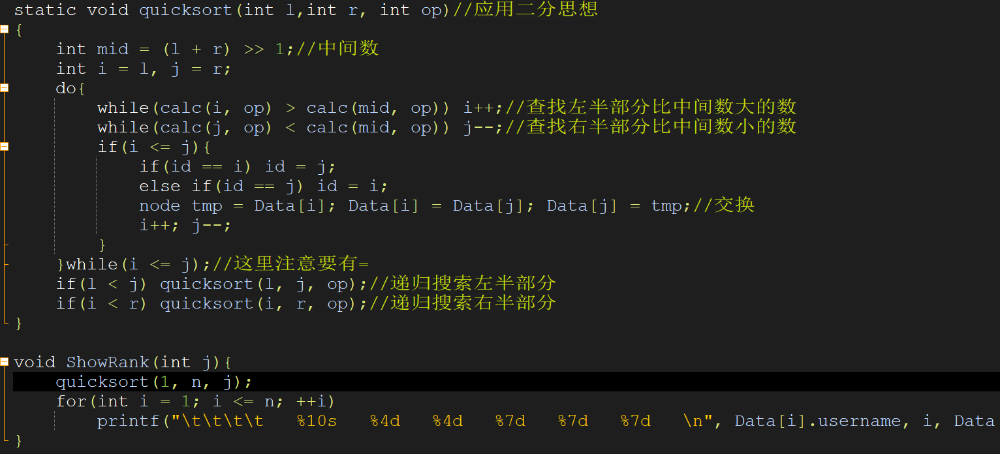 static void quicksort(int l,int r, int op)//应用二分思想
{
    int mid = (l + r) >> 1;//中间数
    int i = l, j = r;
    do{
        while(calc(i, op) > calc(mid, op)) i++;//查找左半部分比中间数大的数
        while(calc(j, op) < calc(mid, op)) j--;//查找右半部分比中间数小的数
        if(i <= j){
            if(id == i) id = j;
            else if(id == j) id = i;
            node tmp = Data[i]; Data[i] = Data[j]; Data[j] = tmp;//交换
            i++; j--;
        }
    }while(i <= j);//这里注意要有=
    if(l < j) quicksort(l, j, op);//递归搜索左半部分
    if(i < r) quicksort(i, r, op);//递归搜索右半部分
}
void ShowRank(int j){
    quicksort(1, n, j);
    for(int i = 1; i <= n; ++i)
        printf("\t\t\t\t   %10s   %4d   %4d   %7d   %7d   %7d   \n", Data[i].username, i, Data
}